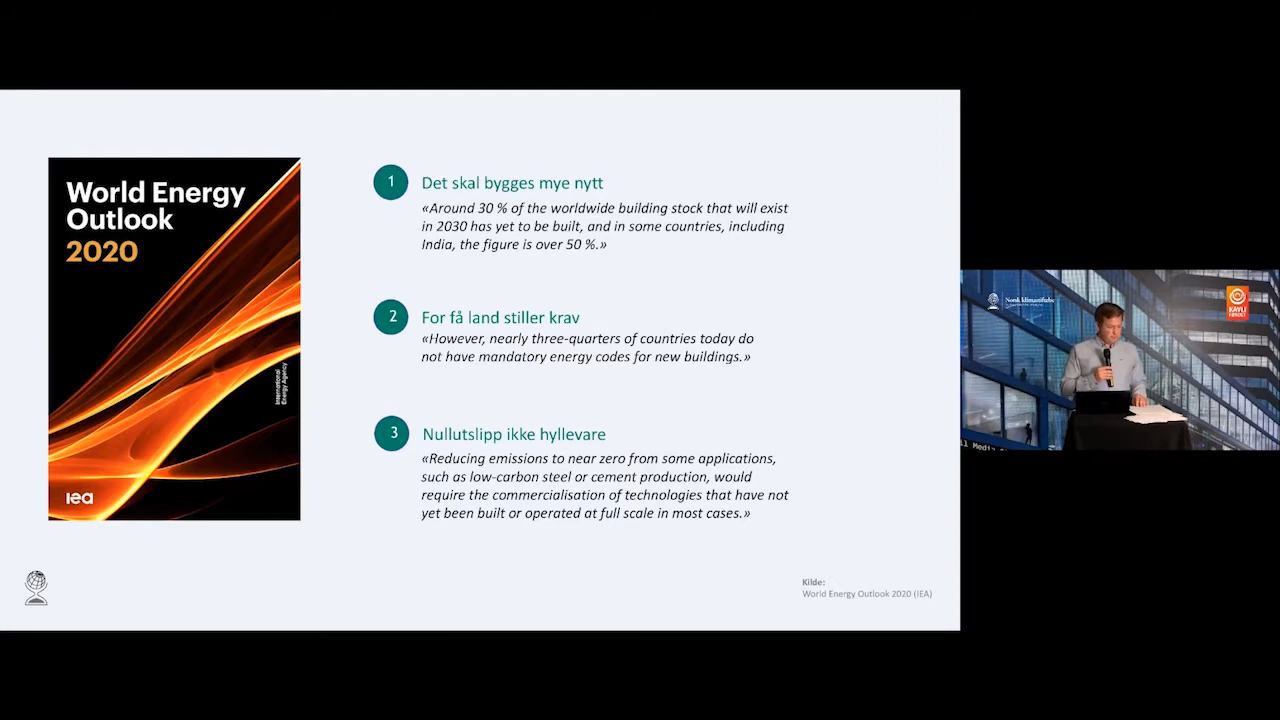 World Energy
Outlook
2020
International
Energy Agency
iea
1
Det skal bygges mye nytt
«Around 30 % of the worldwide building stock that will exist
in 2030 has yet to be built, and in some countries, including
India, the figure is over 50 %.»
2
For få land stiller krav
«However, nearly three-quarters of countries today do
not have mandatory energy codes for new buildings.»
3
Nullutslipp ikke hyllevare
«Reducing emissions to near zero from some applications,
such as low-carbon steel or cement production, would
require the commercialisation of technologies that have not
yet been built or operated at full scale in most cases.»
Kilde:
World Energy Outlook 2020 (IEA)
Norsk klimastiftelse
KAVLI
FONDET